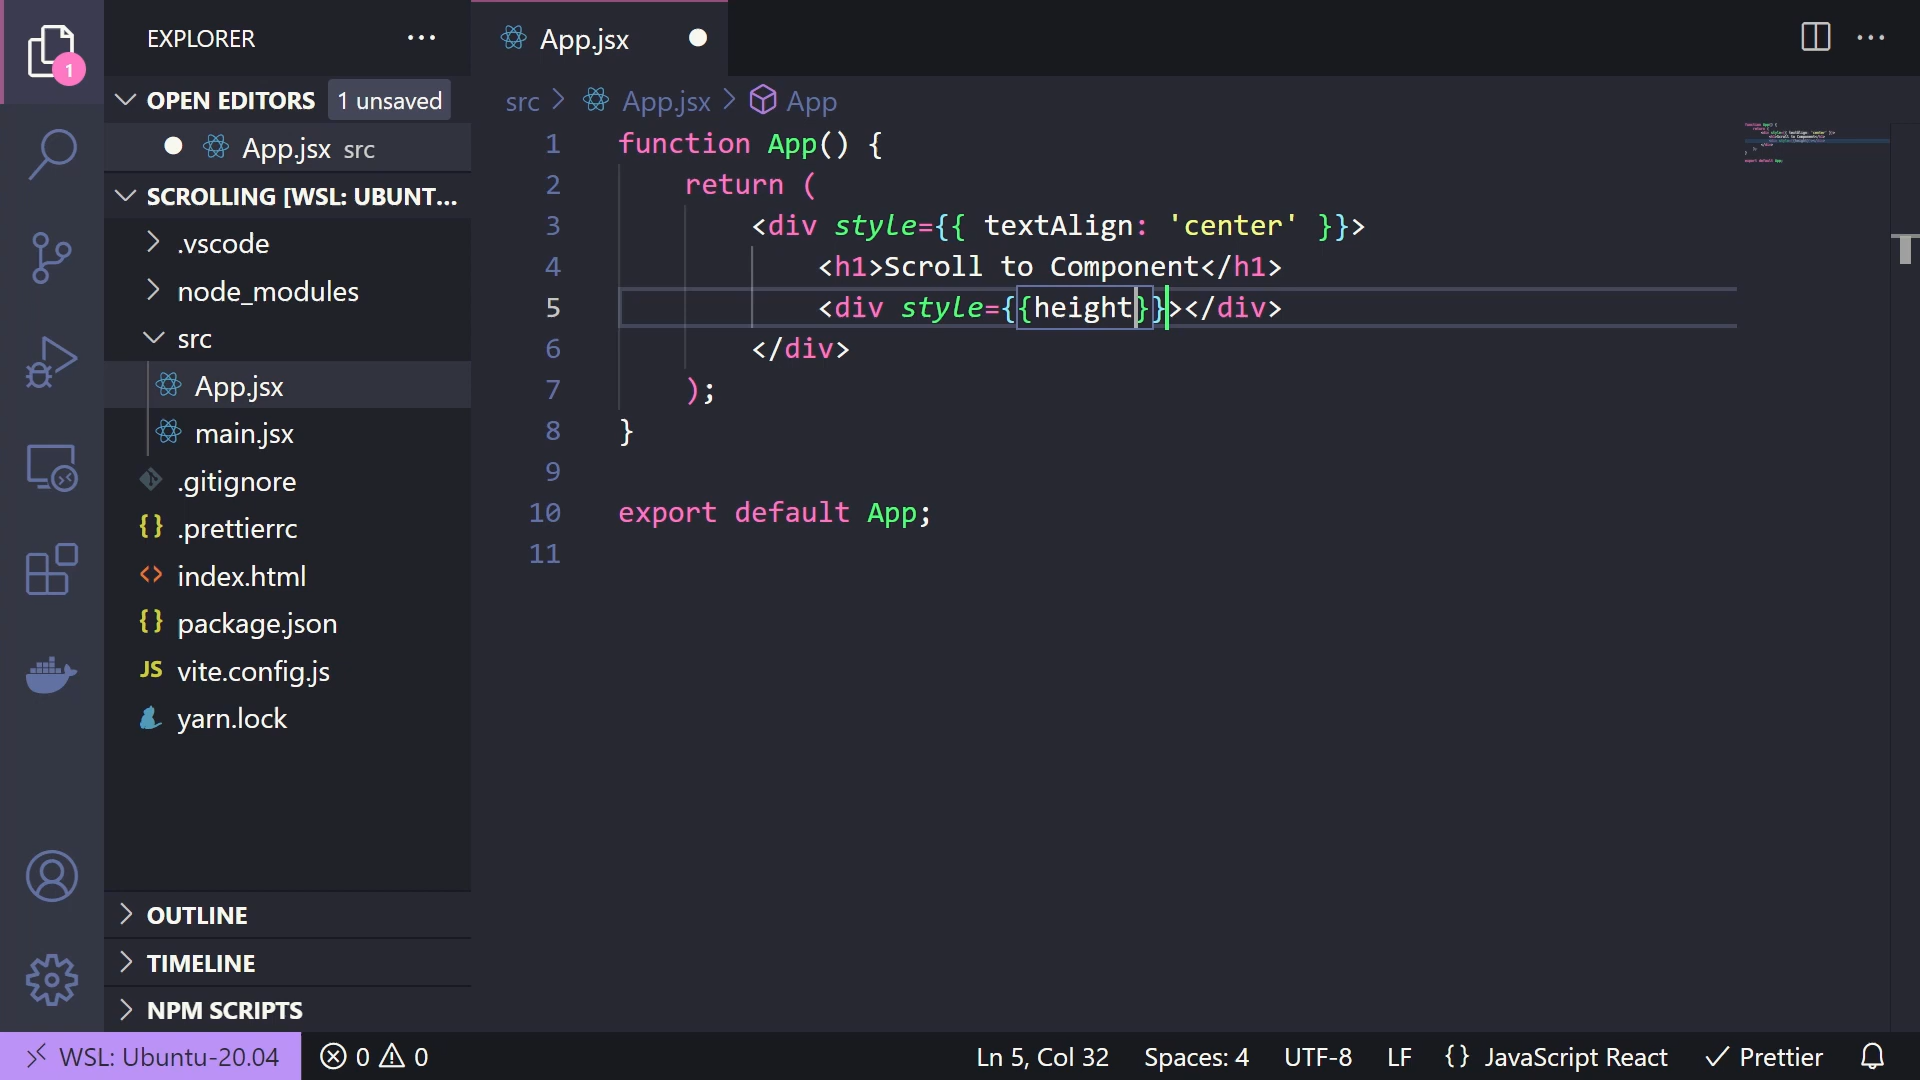 EXPLORER
1
OPEN EDITORS 1 unsaved
App.jsx src
SCROLLING [WSL: UBUNT...
.vscode
node_modules
src
App.jsx
main.jsx
.gitignore
{} .prettierrc
<> index.html
{} package.json
JS vite.config.js
yarn.lock
OUTLINE
TIMELINE
NPM SCRIPTS
App.jsx
src > App.jsx > App
1 function App() {
2 return (
3 <div style={{ textAlign: 'center' }}>
4 <h1>Scroll to Component</h1>
5 <div style={{height}}></div>
6 </div>
7 );
8 }
9
10 export default App;
11
WSL: Ubuntu-20.04 0 0 Ln 5, Col 32 Spaces: 4 UTF-8 LF {} JavaScript React Prettier